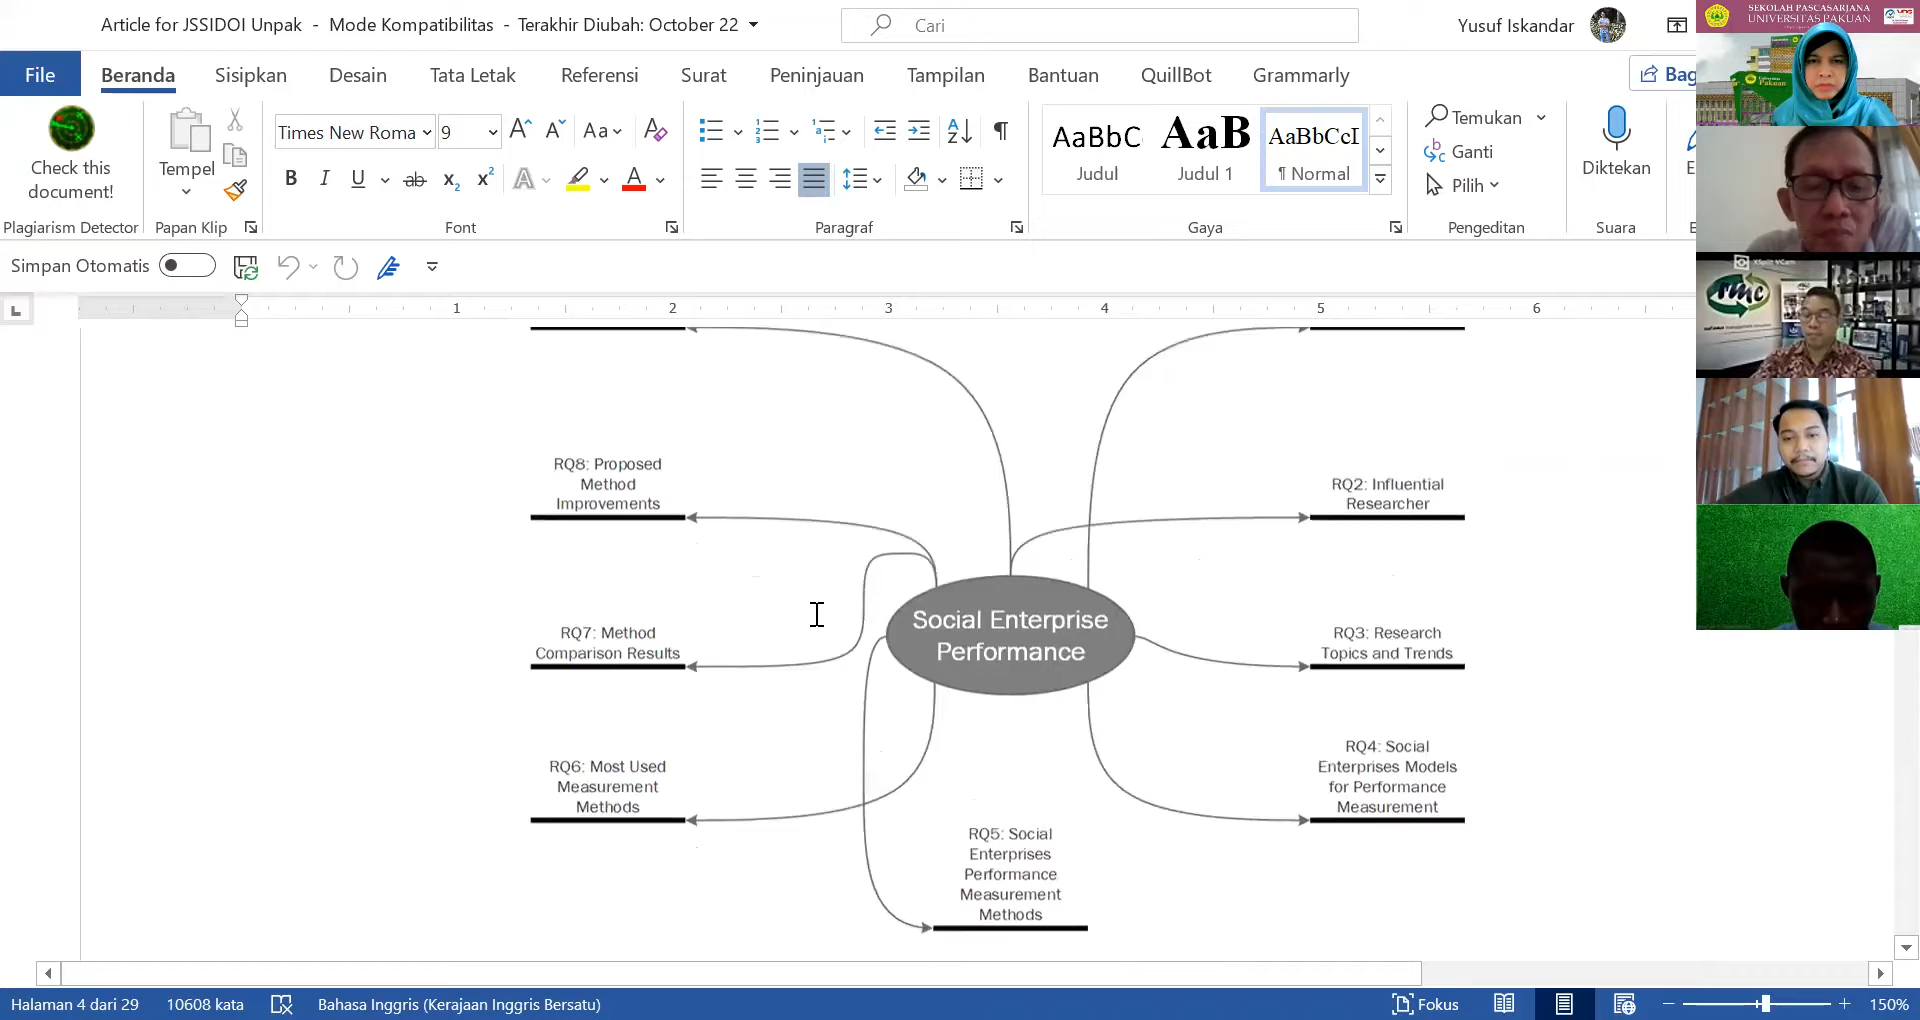 Article for JSSIDOI Unpak - Mode Kompatibilitas - Terakhir Diubah: October 22
Cari
Yusuf Iskandar
File
Beranda
Sisipkan
Desain
Tata Letak
Referensi
Surat
Peninjauan
Tampilan
Bantuan
QuillBot
Grammarly
Bag
Check this
document!
Plagiarism Detector
Tempel
Papan Klip
Times New Roma
9
Font
Paragraf
AaBbC
Judul
AaB
Judul 1
AaBbCcI
¶ Normal
Gaya
Temukan
Ganti
Pilih
Pengeditan
Diktekan
Suara
E
Simpan Otomatis
1 2 3 4 5 6
RQ8: Proposed
Method
Improvements
RQ2: Influential
Researcher
Social Enterprise
Performance
RQ7: Method
Comparison Results
RQ3: Research
Topics and Trends
RQ6: Most Used
Measurement
Methods
RQ4: Social
Enterprises Models
for Performance
Measurement
RQ5: Social
Enterprises
Performance
Measurement
Methods
SEKOLAH PASCASARJANA
UNIVERSITAS PAKUAN
XSplit VCam
rmc
Halaman 4 dari 29
10608 kata
Bahasa Inggris (Kerajaan Inggris Bersatu)
Fokus
150%